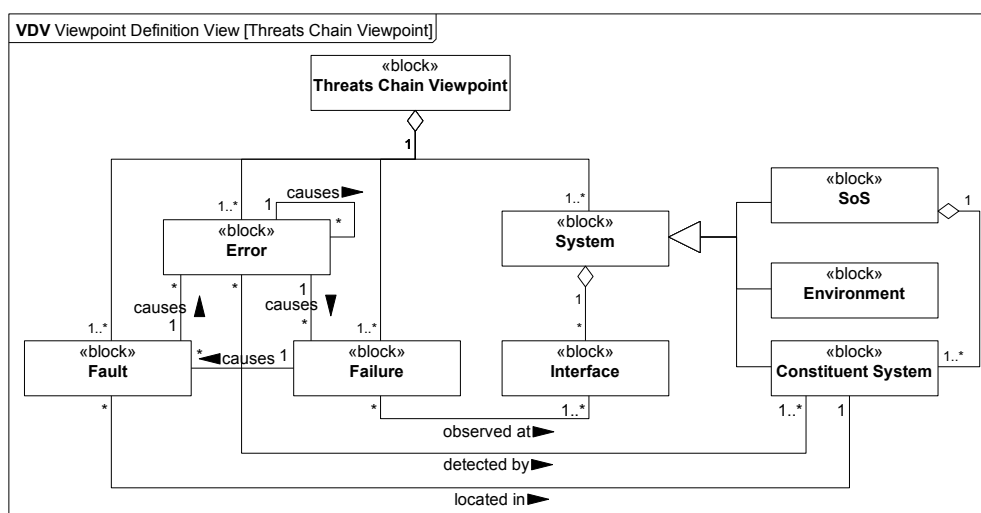 VDV Viewpoint Definition View [Threats Chain Viewpoint]
«block»
Threats Chain Viewpoint
1
causes
1
*
1..*
«block»
Error
*
*
1
causes
1
causes
*
1..*
«block»
Fault
*
*
causes
1
1..*
«block»
Failure
*
1..*
«block»
System
1
*
«block»
Interface
1..*
«block»
SoS
1
«block»
Environment
«block»
Constituent System
1..*
1..*
1
observed at
detected by
located in